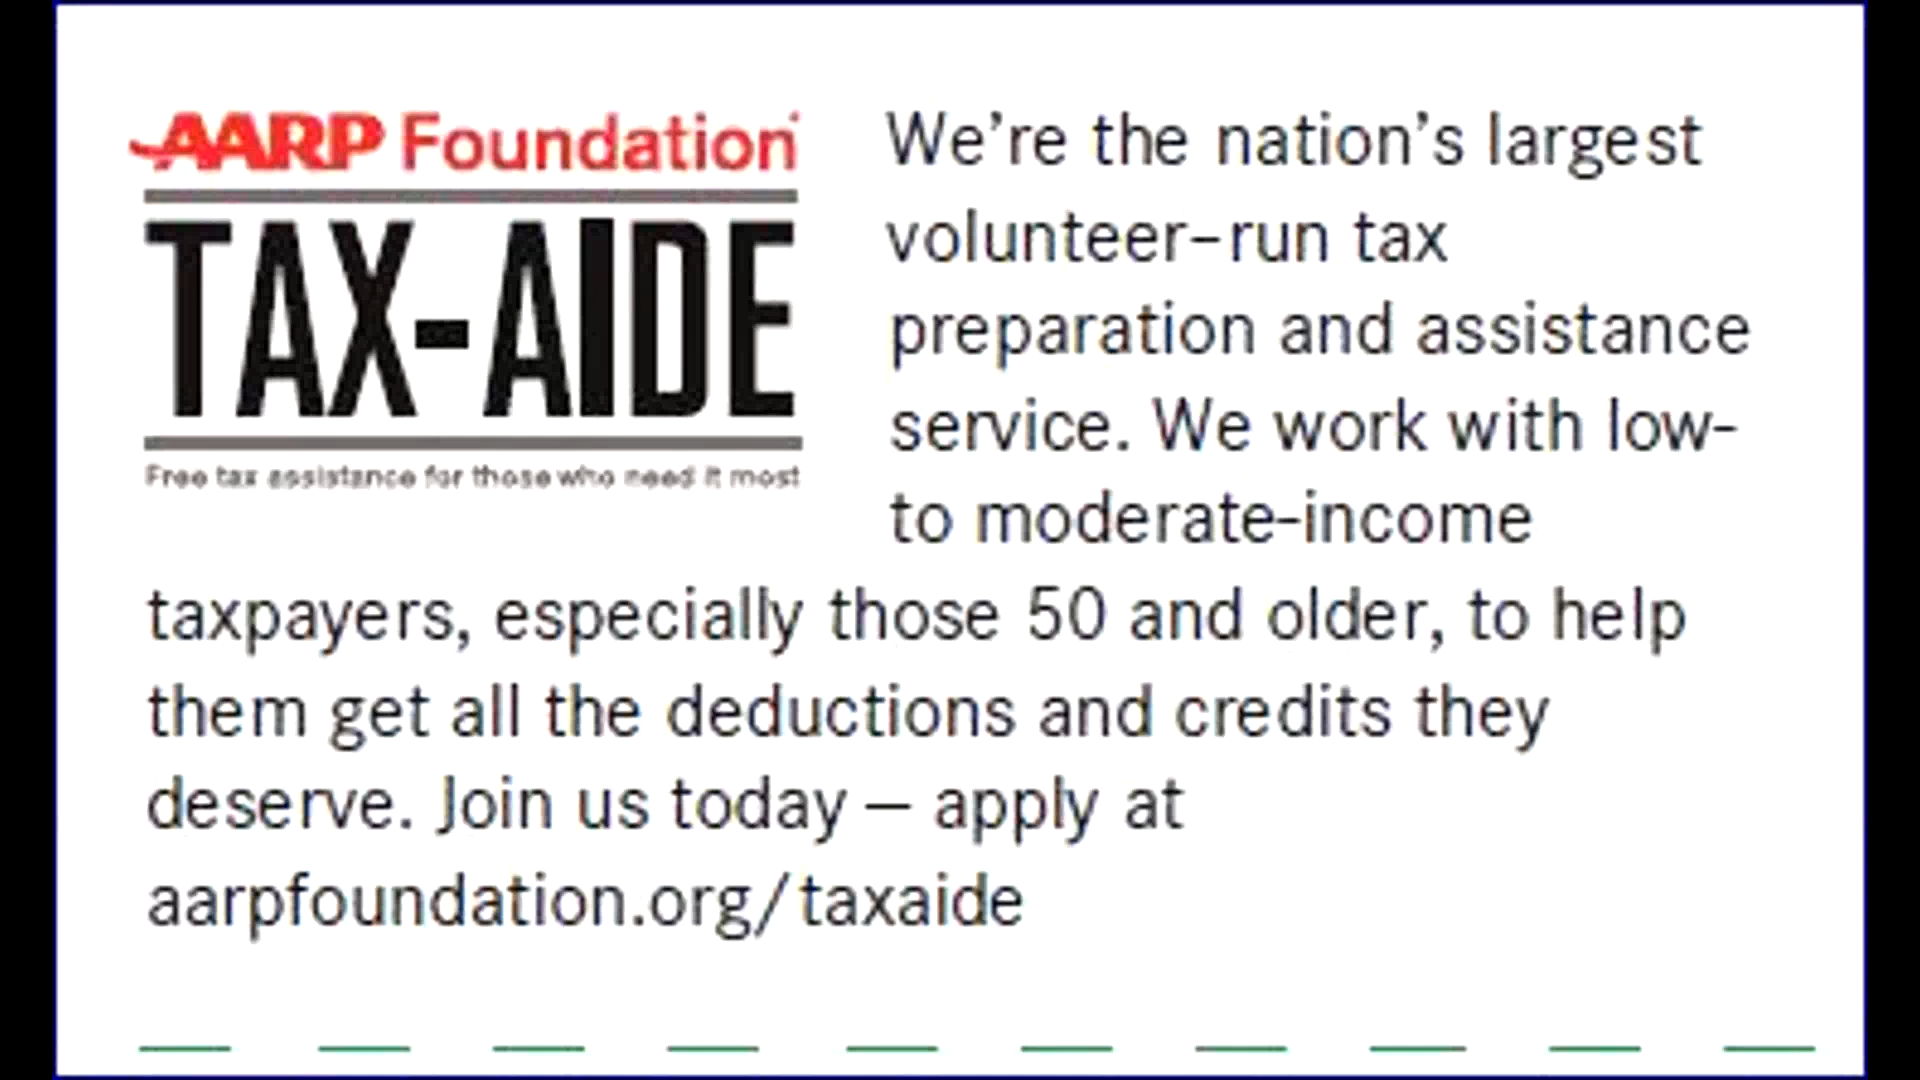 AARP Foundation
TAX-AIDE
Free tax assistance for those who need it most
We’re the nation’s largest
volunteer-run tax
preparation and assistance
service. We work with low-
to moderate-income
taxpayers, especially those 50 and older, to help
them get all the deductions and credits they
deserve. Join us today — apply at
aarpfoundation.org/taxaide